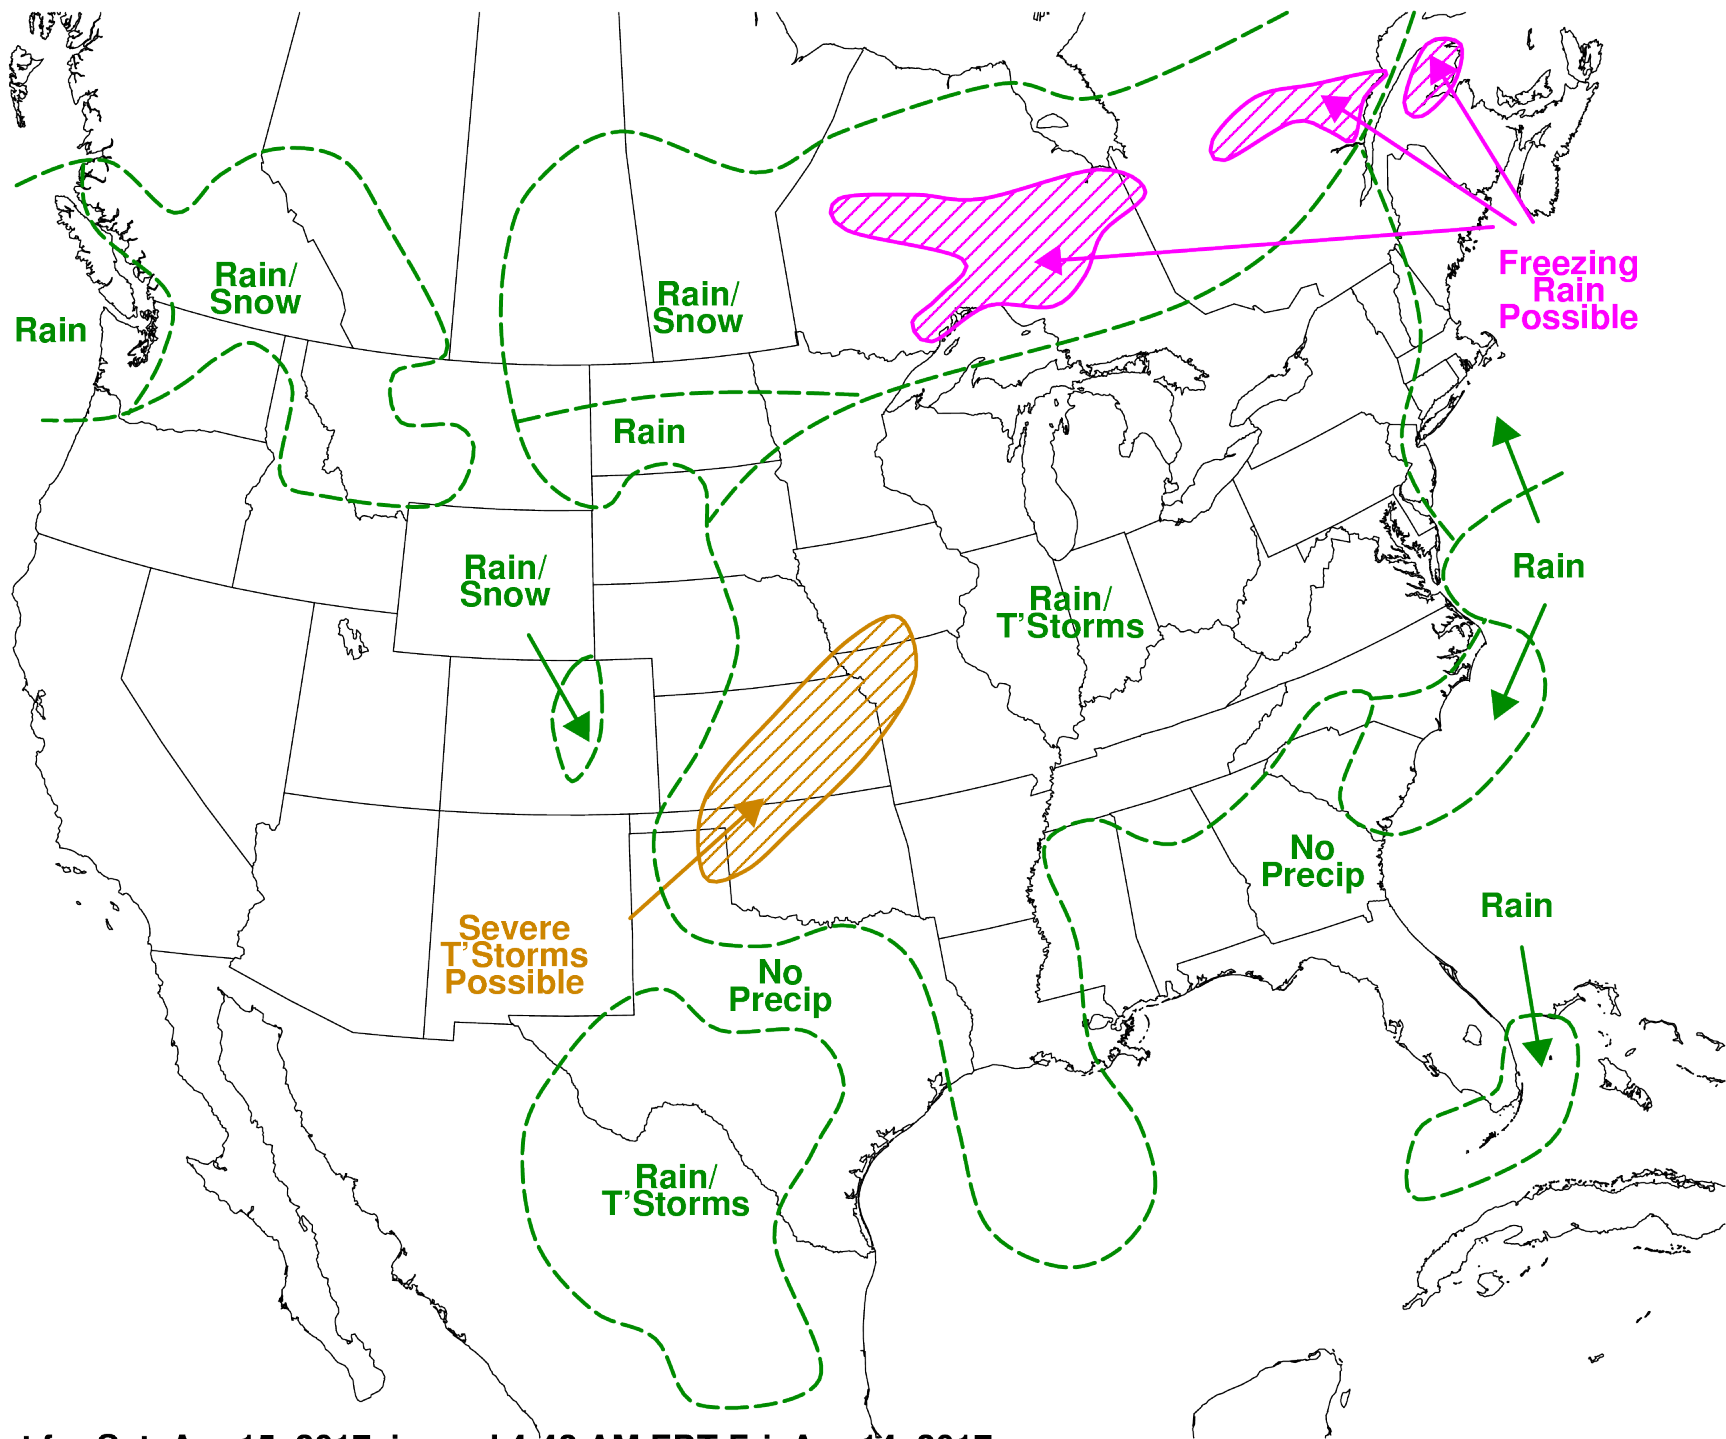 Rain/
Snow
Rain
Rain/
Snow
Freezing
Rain
Possible
Rain
Rain/
Snow
Rain/
T'Storms
Rain
No
Precip
Rain
Severe
T'Storms
Possible
No
Precip
Rain/
T'Storms